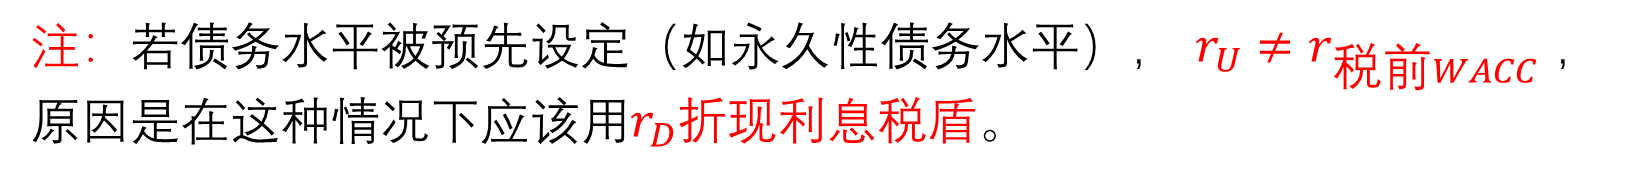 注：若债务水平被预先设定（如永久性债务水平）， r_U ≠ r_税前WACC，
原因是在这种情况下应该用r_D折现利息税盾。